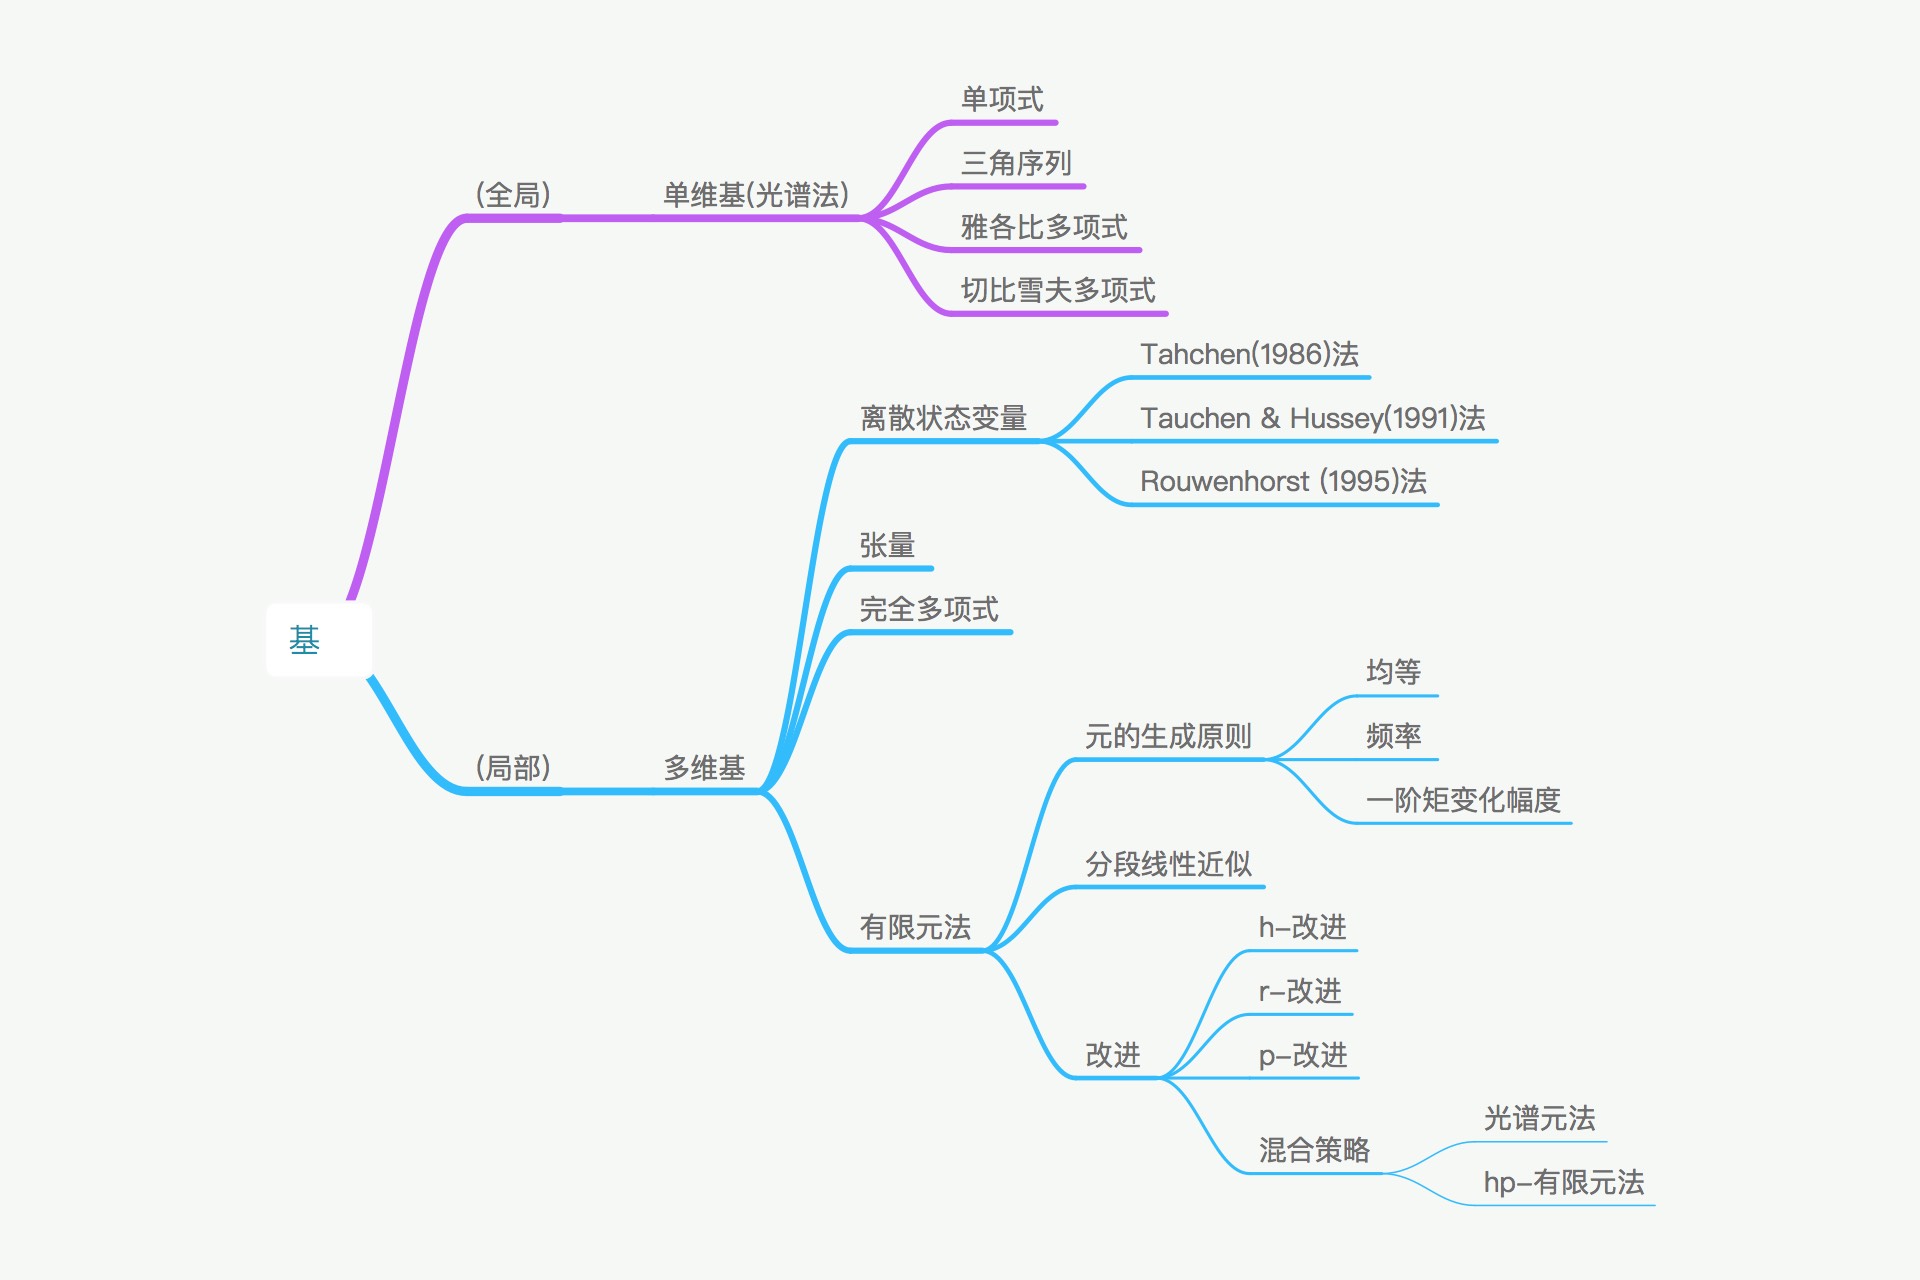 基
(全局)
单维基(光谱法)
单项式
三角序列
雅各比多项式
切比雪夫多项式
(局部)
多维基
离散状态变量
Tahchen(1986)法
Tauchen & Hussey(1991)法
Rouwenhorst (1995)法
张量
完全多项式
有限元法
元的生成原则
均等
频率
一阶矩变化幅度
分段线性近似
改进
h-改进
r-改进
p-改进
混合策略
光谱元法
hp-有限元法